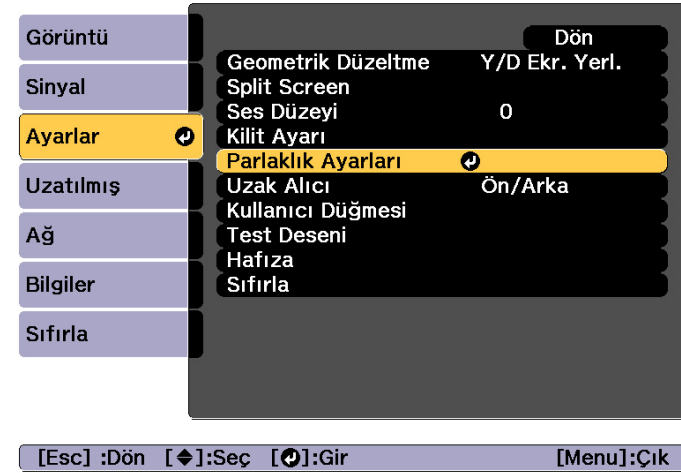 Görüntü
Sinyal
Ayarlar
Uzatılmış
Ağ
Bilgiler
Sıfırla
Dön
Geometrik Düzeltme Y/D Ekr. Yerl.
Split Screen
Ses Düzeyi 0
Kilit Ayarı
Parlaklık Ayarları
Uzak Alıcı Ön/Arka
Kullanıcı Düğmesi
Test Deseni
Hafıza
Sıfırla
[Esc] :Dön [◆]:Seç [↵]:Gir [Menu]:Çık